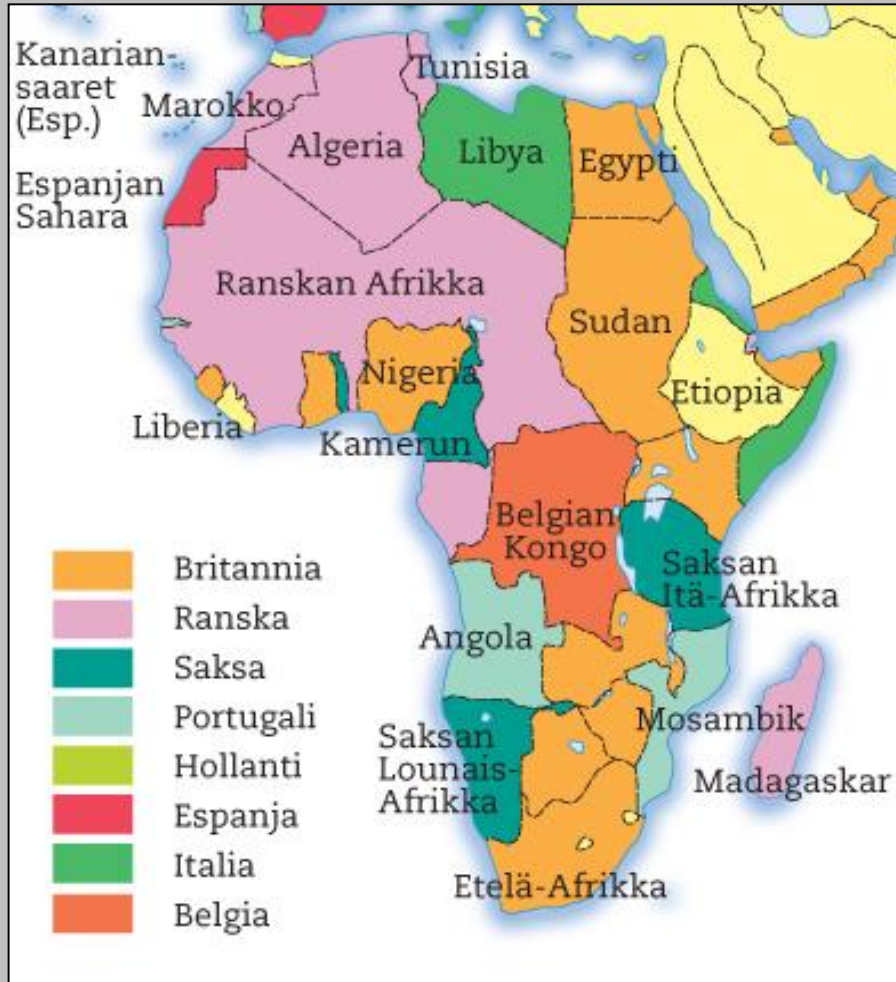 Kanarian-
saaret
(Esp.)
Marokko
Tunisia
Algeria
Libya
Egypti
Espanjan
Sahara
Ranskan Afrikka
Sudan
Nigeria
Etiopia
Liberia
Kamerun
Belgian
Kongo
Saksan
Itä-Afrikka
Angola
Mosambik
Saksan
Lounais-
Afrikka
Madagaskar
Etelä-Afrikka
Britannia
Ranska
Saksa
Portugali
Hollanti
Espanja
Italia
Belgia